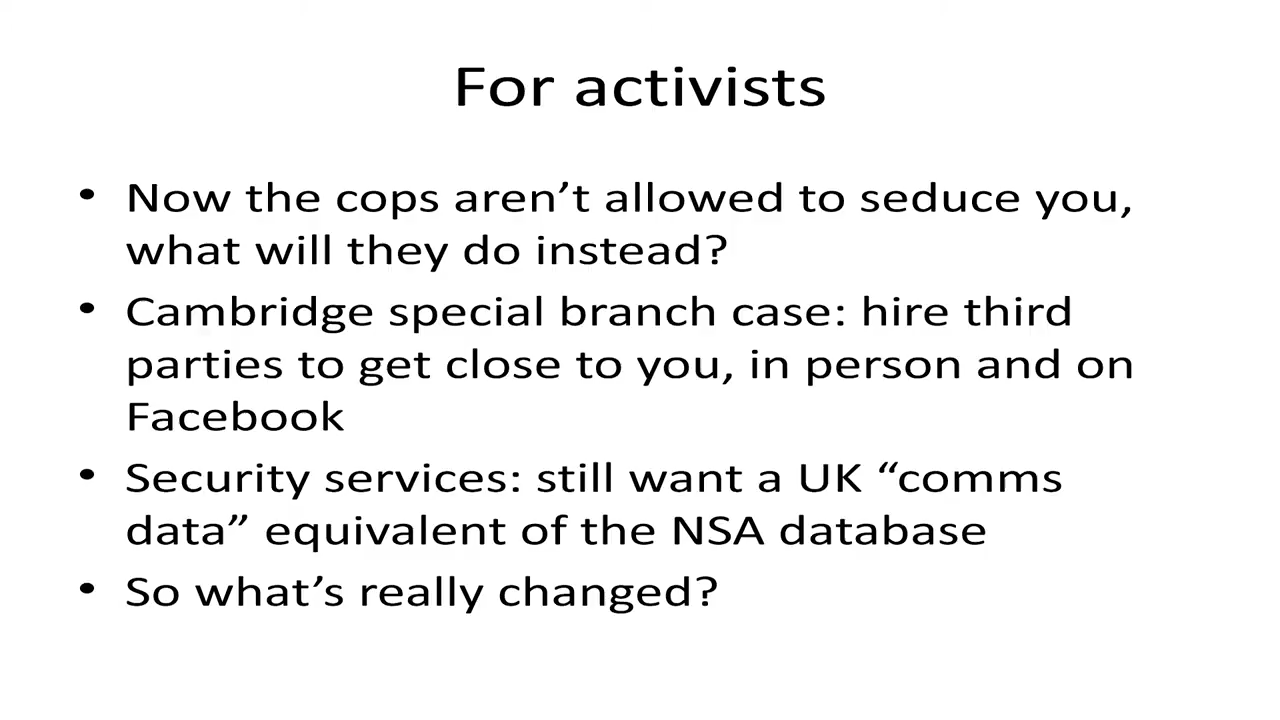 For activists
• Now the cops aren’t allowed to seduce you,
what will they do instead?
• Cambridge special branch case: hire third
parties to get close to you, in person and on
Facebook
• Security services: still want a UK “comms
data” equivalent of the NSA database
• So what’s really changed?